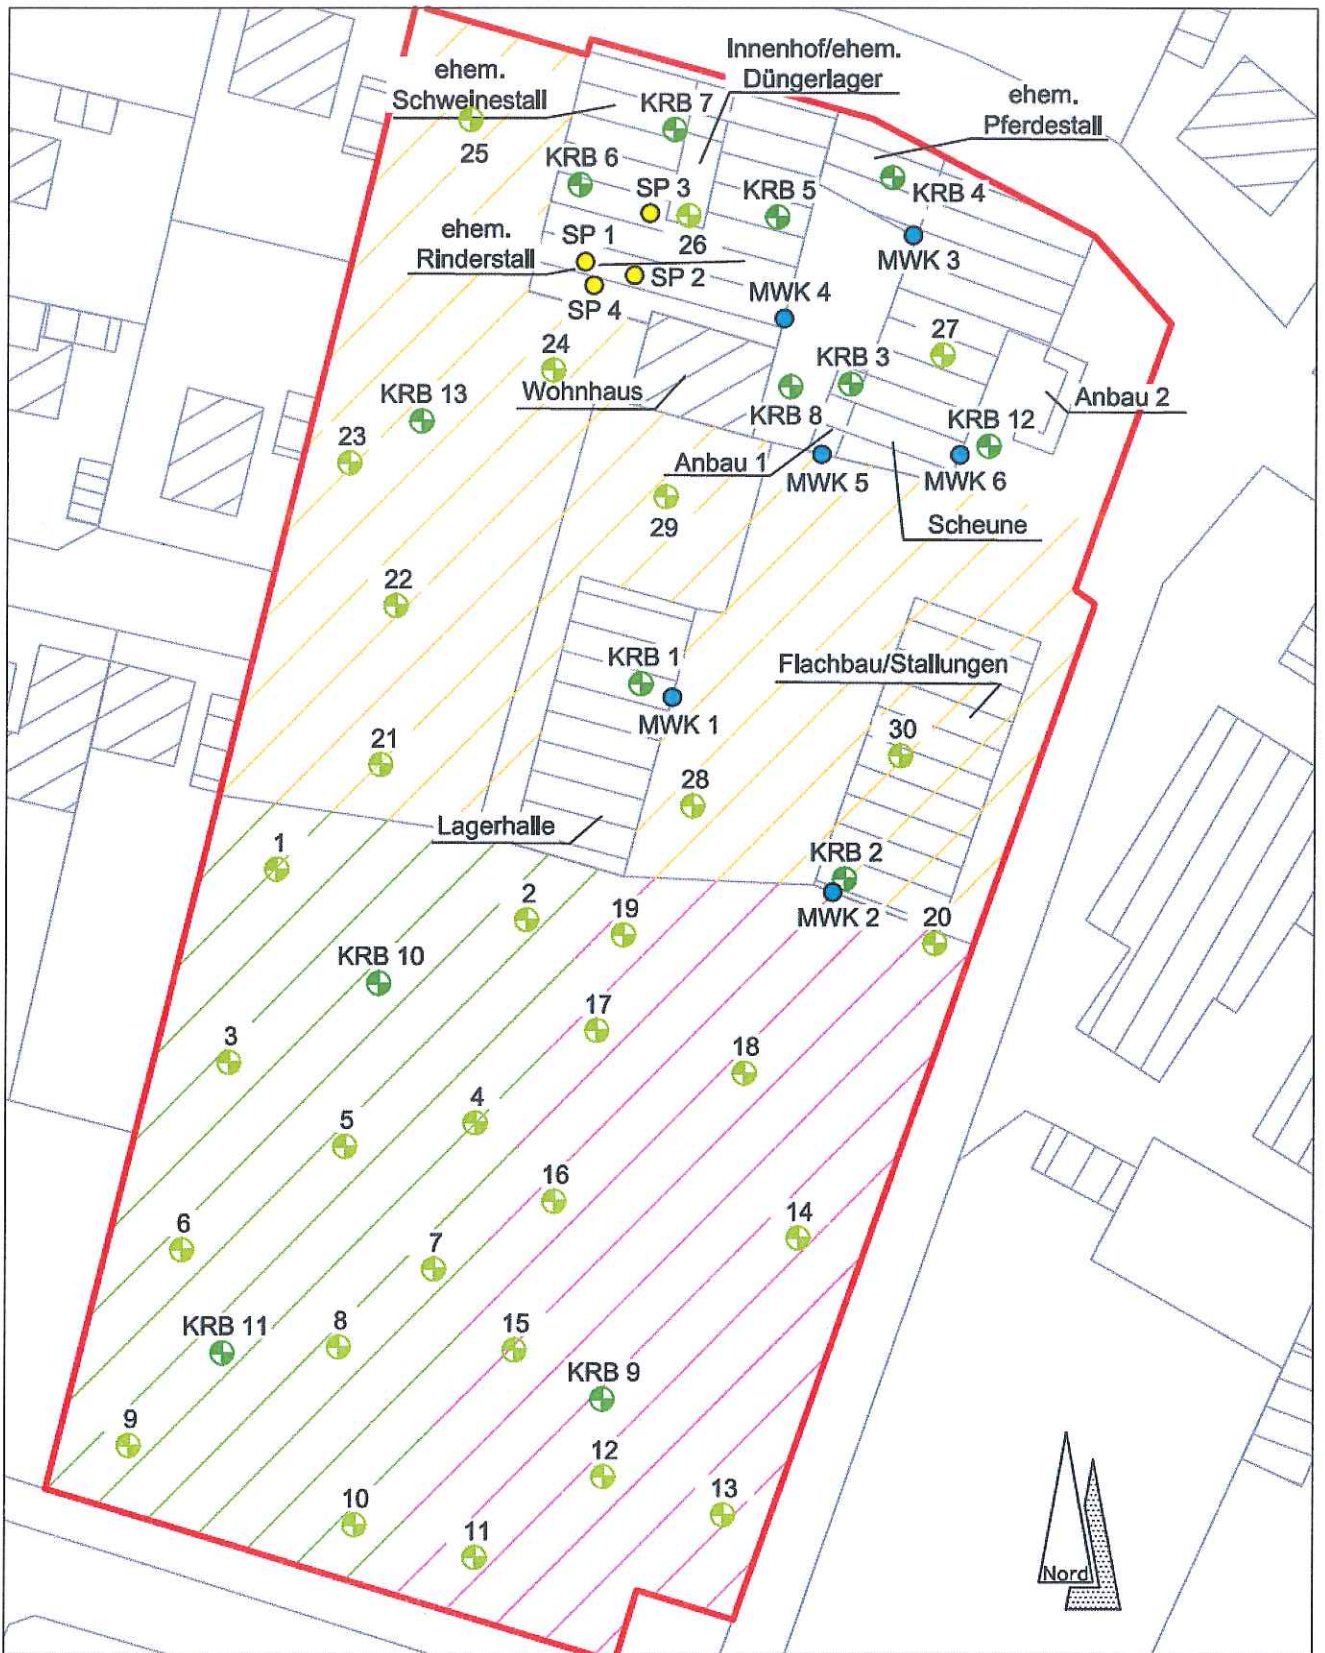 Innenhof/ehem.
Düngerlager
ehem.
Schweinestall
ehem.
Pferdestall
KRB 7
25
KRB 6
SP 3
KRB 5
KRB 4
26
ehem.
Rinderstall
SP 1
SP 2
SP 4
MWK 3
MWK 4
27
24
KRB 3
Wohnhaus
KRB 13
KRB 8
Anbau 2
KRB 12
23
Anbau 1
MWK 5
MWK 6
29
Scheune
22
KRB 1
Flachbau/Stallungen
MWK 1
30
21
28
Lagerhalle
1
KRB 2
2
19
MWK 2
20
KRB 10
17
3
18
4
5
16
14
6
7
KRB 11
8
15
KRB 9
9
12
10
13
11
Nord